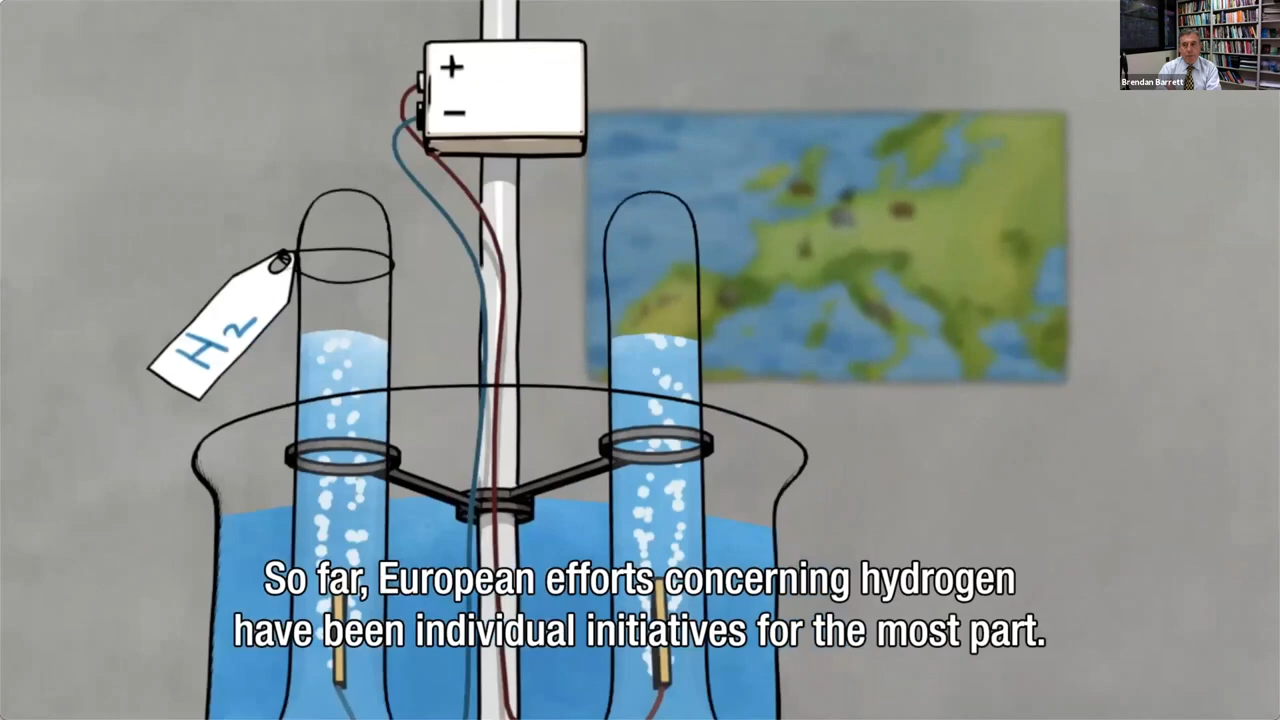 Brendan Barrett
+
−
H2
So far, European efforts concerning hydrogen
have been individual initiatives for the most part.